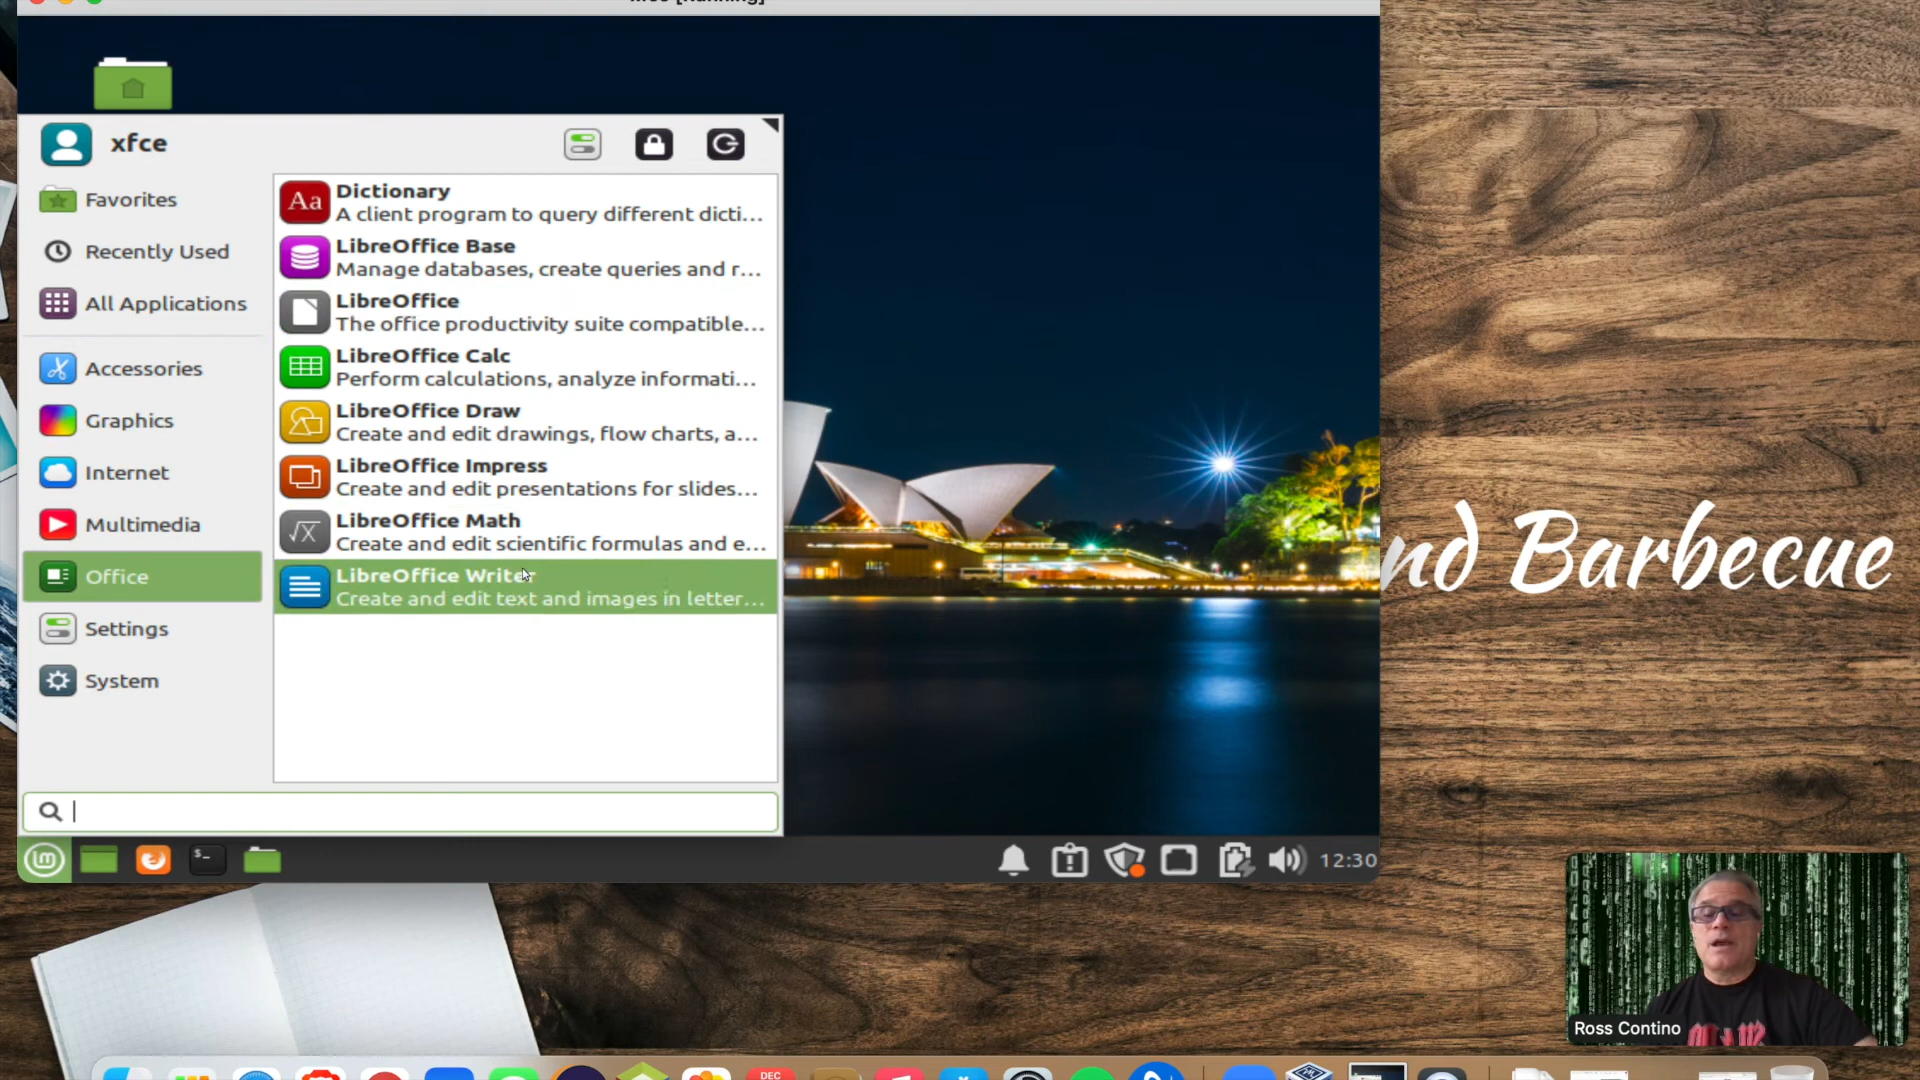 xfce
Favorites
Recently Used
All Applications
Accessories
Graphics
Internet
Multimedia
Office
Settings
System
Aa
Dictionary
A client program to query different dicti...
LibreOffice Base
Manage databases, create queries and r...
LibreOffice
The office productivity suite compatible...
LibreOffice Calc
Perform calculations, analyze informati...
LibreOffice Draw
Create and edit drawings, flow charts, a...
LibreOffice Impress
Create and edit presentations for slides...
LibreOffice Math
Create and edit scientific formulas and e...
LibreOffice Writer
Create and edit text and images in letter...
nd Barbecue
12:30
Ross Contino
DEC